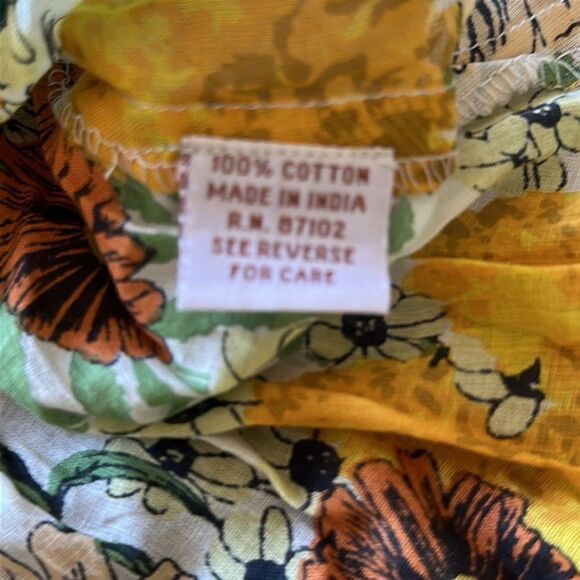 100% COTTON
MADE IN INDIA
R.N. 87102
SEE REVERSE
FOR CARE